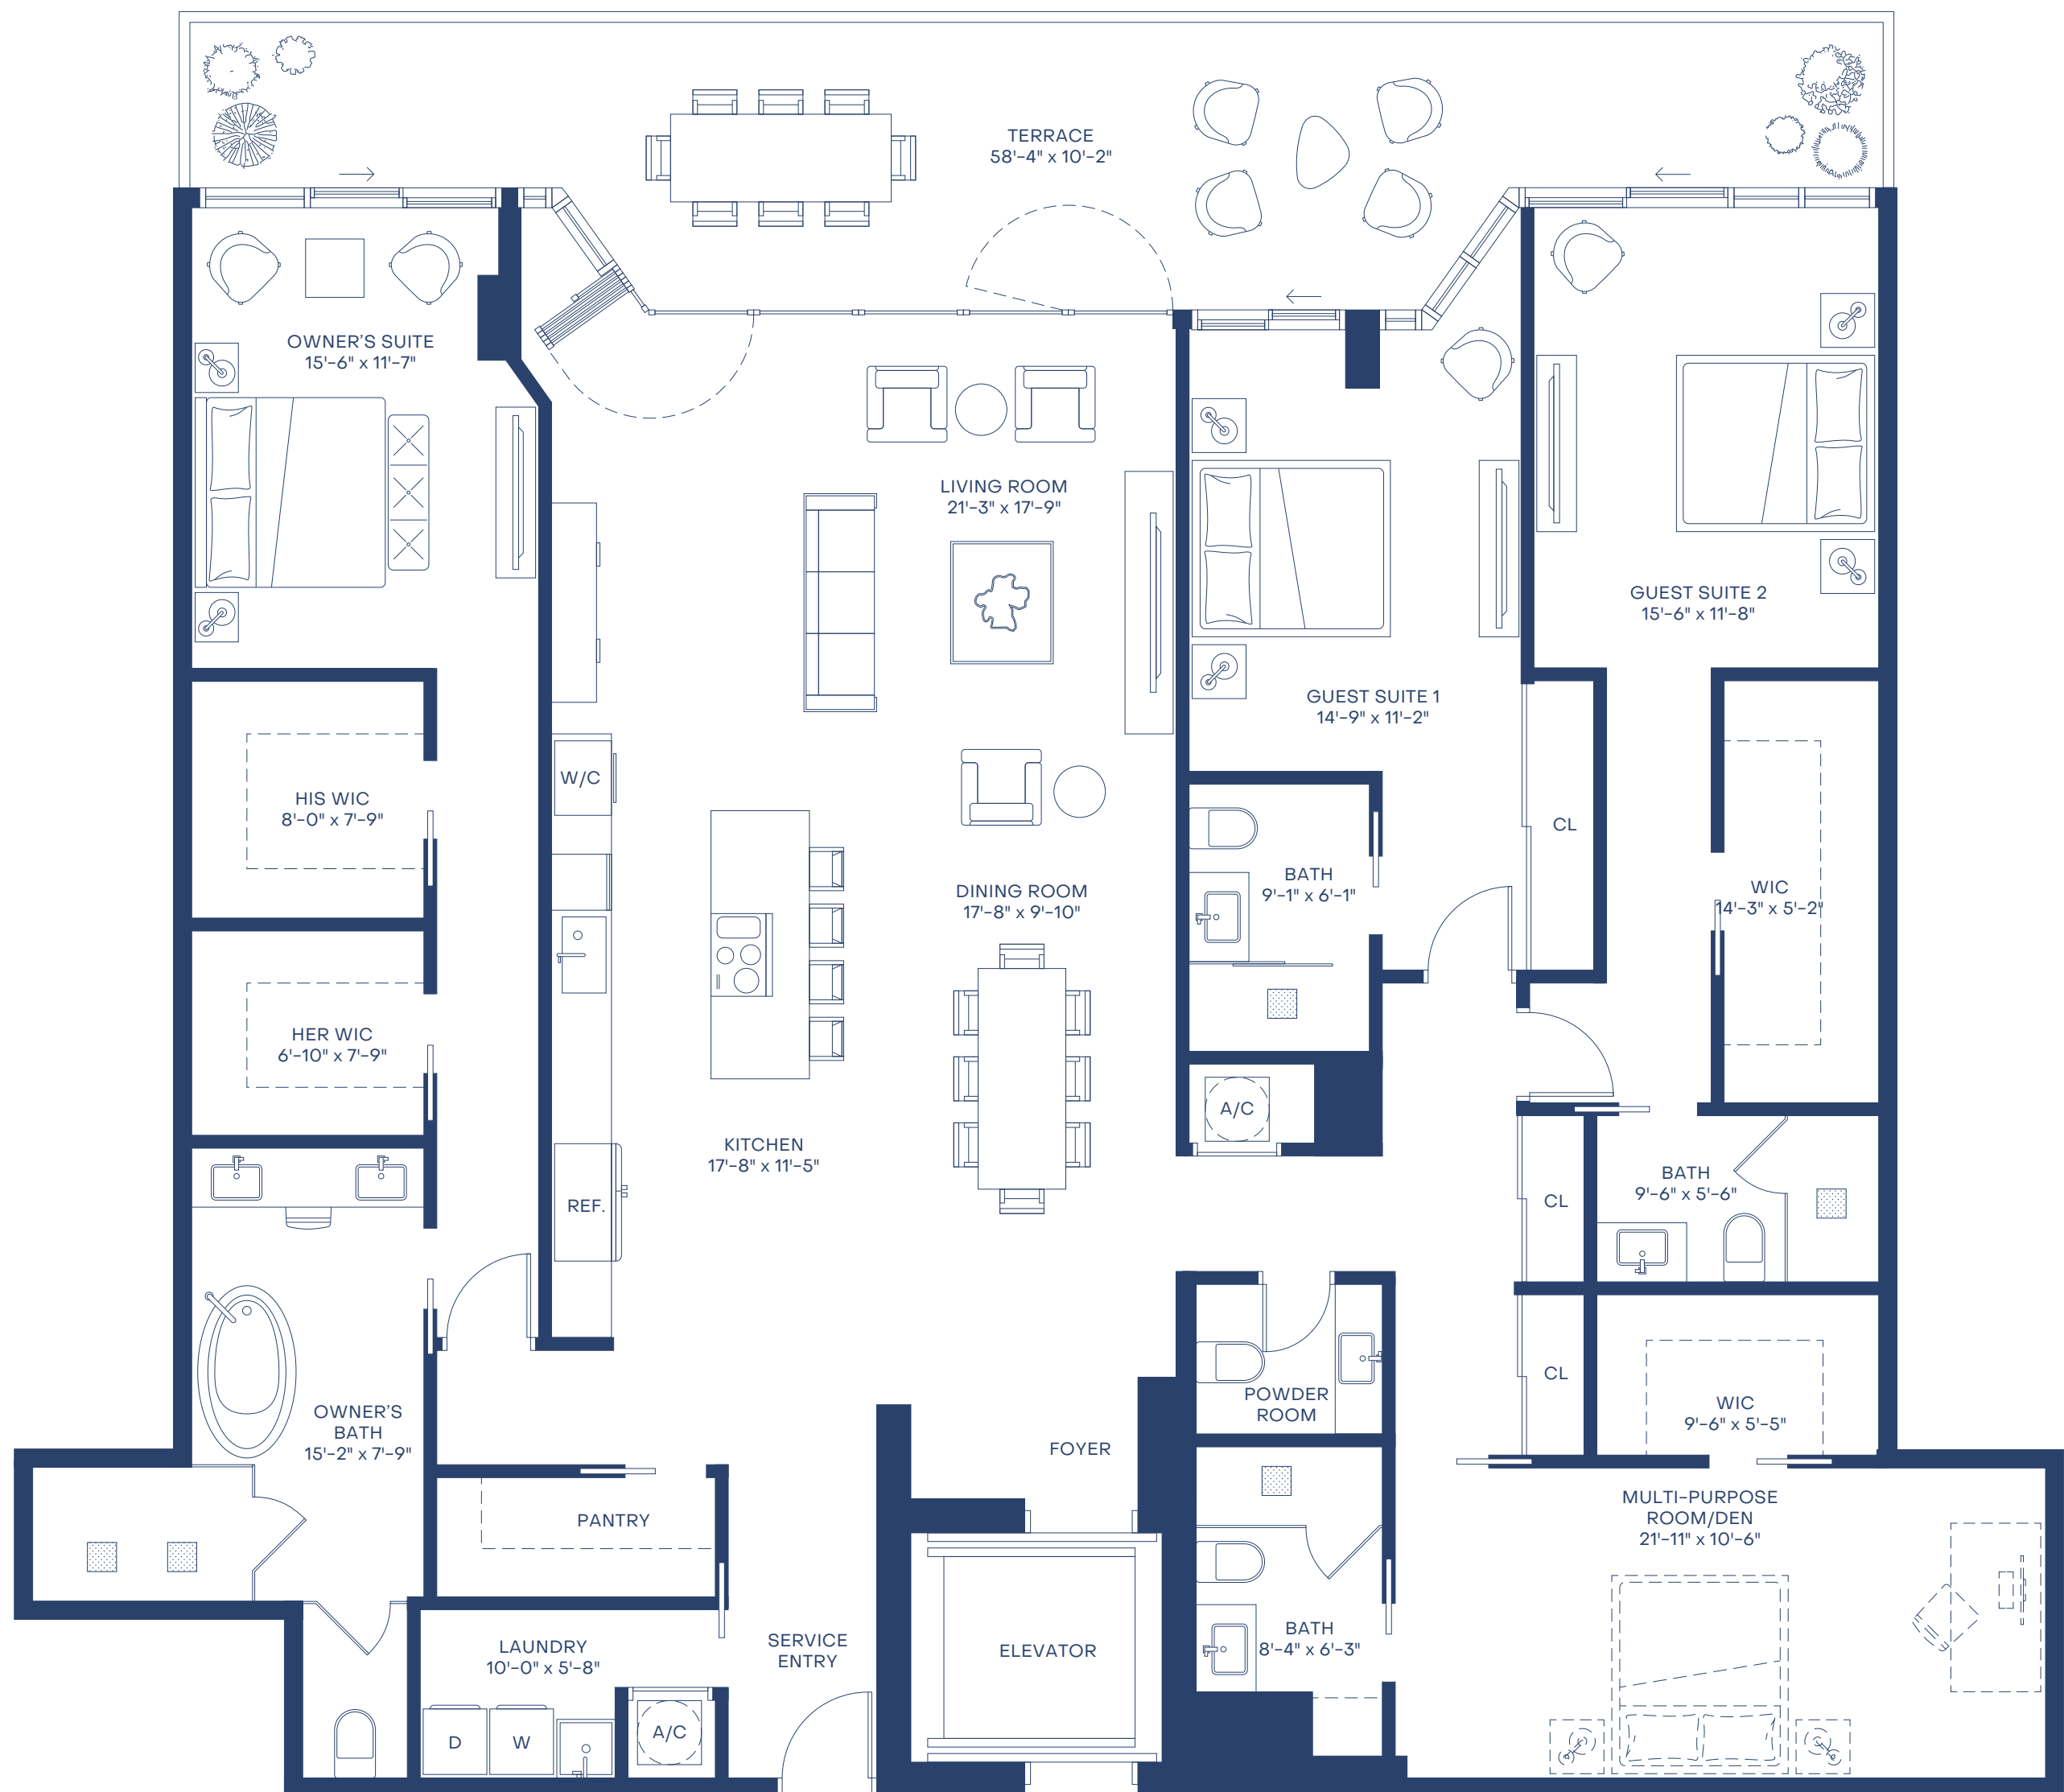 TERRACE
58'-4" x 10'-2"
OWNER'S SUITE
15'-6" x 11'-7"
LIVING ROOM
21'-3" x 17'-9"
GUEST SUITE 2
15'-6" x 11'-8"
GUEST SUITE 1
14'-9" x 11'-2"
W/C
HIS WIC
8'-0" x 7'-9"
CL
BATH
9'-1" x 6'-1"
DINING ROOM
17'-8" x 9'-10"
WIC
14'-3" x 5'-2"
HER WIC
6'-10" x 7'-9"
A/C
KITCHEN
17'-8" x 11'-5"
BATH
9'-6" x 5'-6"
REF.
CL
CL
POWDER
ROOM
WIC
9'-6" x 5'-5"
OWNER'S
BATH
15'-2" x 7'-9"
FOYER
MULTI-PURPOSE
ROOM/DEN
21'-11" x 10'-6"
PANTRY
LAUNDRY
10'-0" x 5'-8"
SERVICE
ENTRY
ELEVATOR
BATH
8'-4" x 6'-3"
D
W
A/C